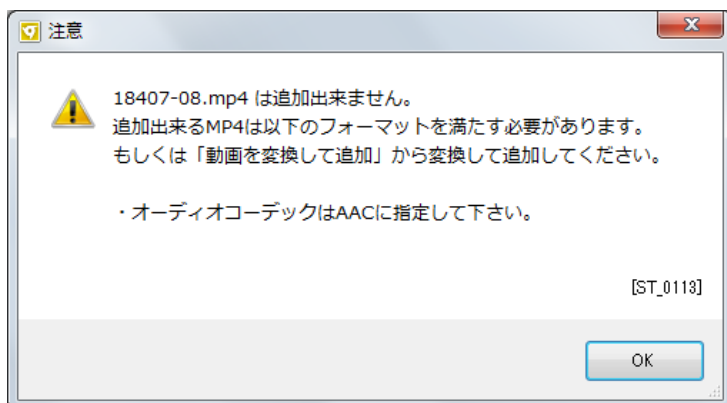 注意
18407-08.mp4 は追加出来ません。
追加出来るMP4は以下のフォーマットを満たす必要があります。
もしくは「動画を変換して追加」から変換して追加してください。
・オーディオコーデックはAACに指定して下さい。
[ST_0113]
OK